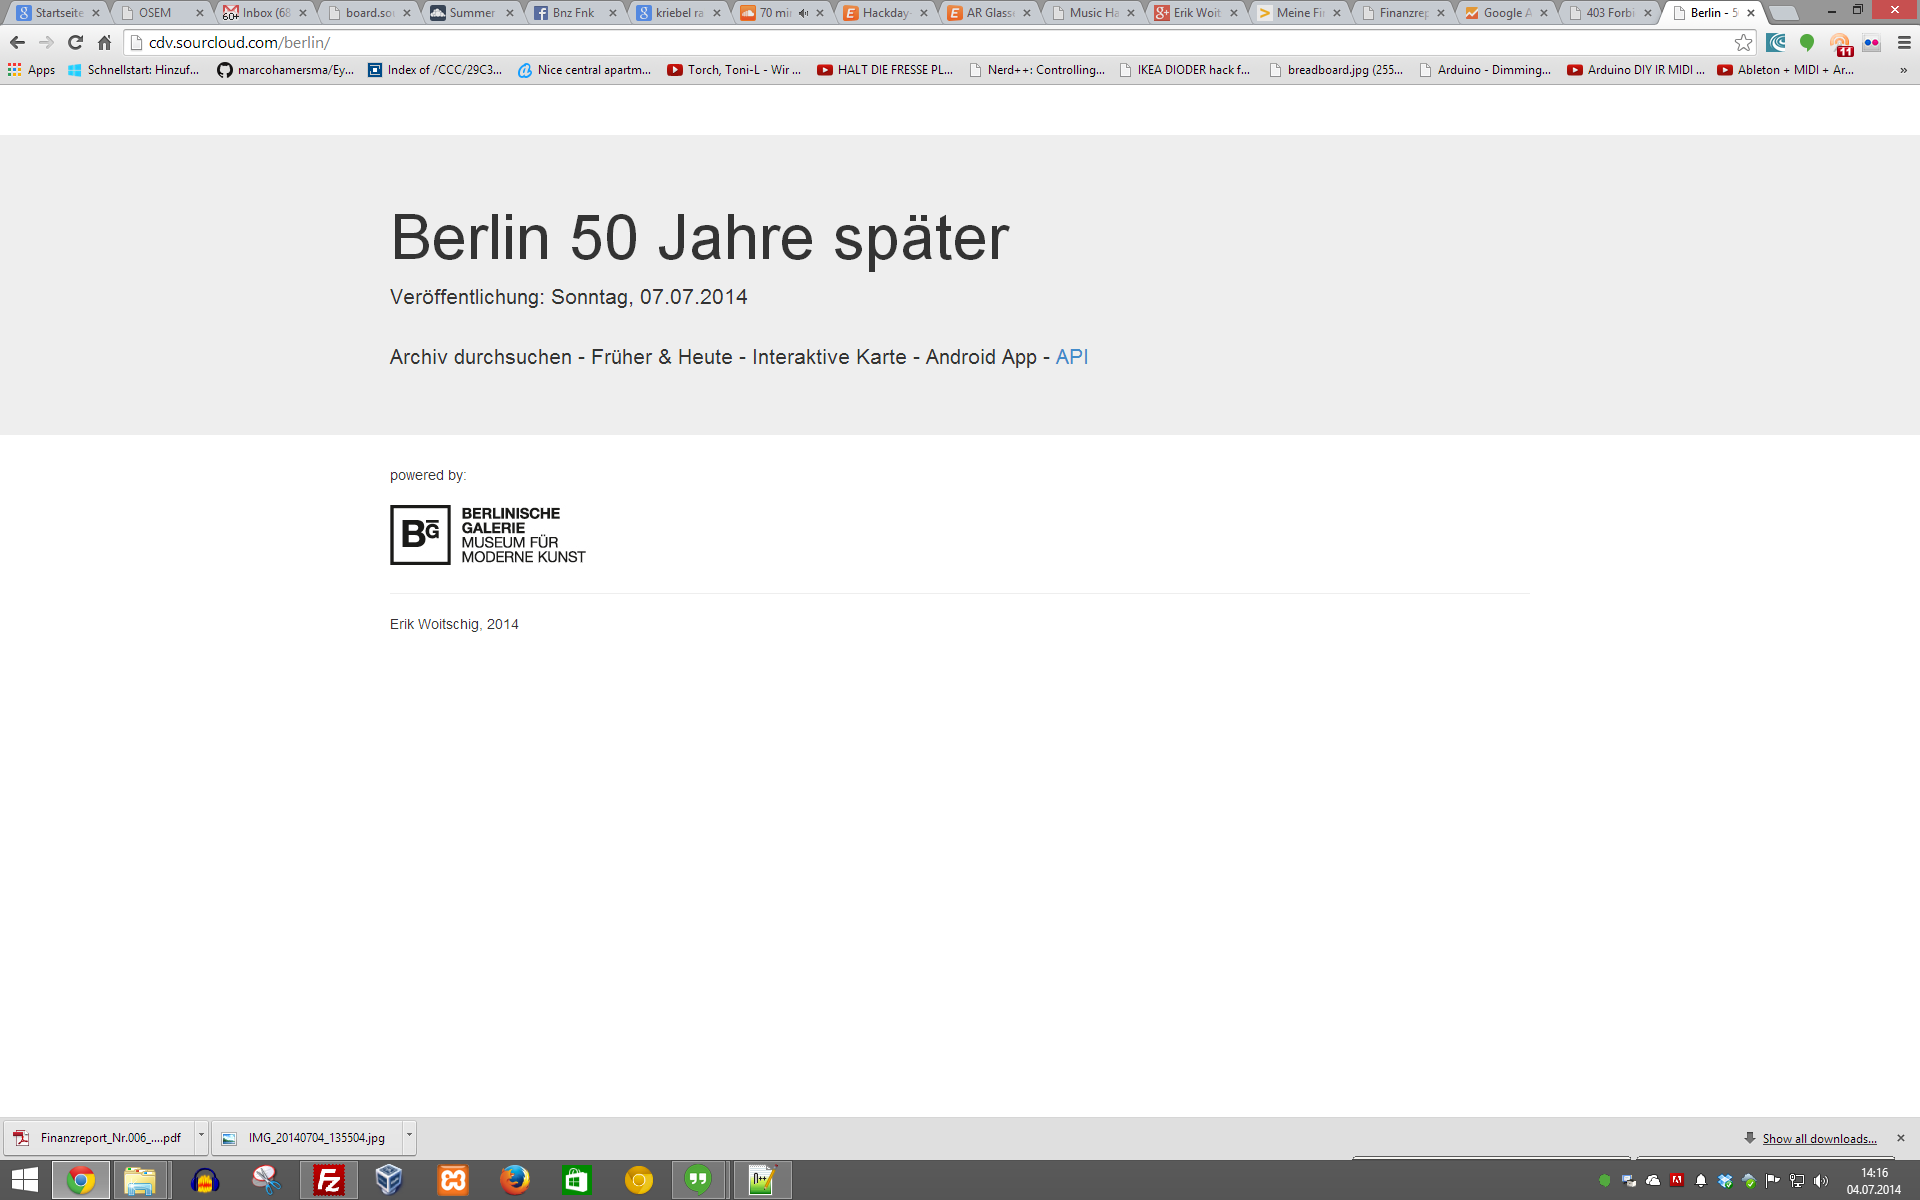 Startseite
OSEM
Inbox (68
board.sou
Summer
Bnz Fnk
kriebel ra
70 min
Hackday-
AR Glasse
Music Ha
Erik Woit
Meine Fi
Finanzrep
Google A
403 Forbi
Berlin - 5
60+
cdv.sourcloud.com/berlin/
11
Apps
Schnellstart: Hinzuf...
marcohamersma/Ey...
Index of /CCC/29C3...
Nice central apartm...
Torch, Toni-L - Wir ...
HALT DIE FRESSE PL...
Nerd++: Controlling...
IKEA DIODER hack f...
breadboard.jpg (255...
Arduino - Dimming...
Arduino DIY IR MIDI ...
Ableton + MIDI + Ar...
»
Berlin 50 Jahre später
Veröffentlichung: Sonntag, 07.07.2014
Archiv durchsuchen - Früher & Heute - Interaktive Karte - Android App - API
powered by:
BG
BERLINISCHE
GALERIE
MUSEUM FÜR
MODERNE KUNST
Erik Woitschig, 2014
Finanzreport_Nr.006_....pdf
IMG_20140704_135504.jpg
Show all downloads...
14:16
04.07.2014